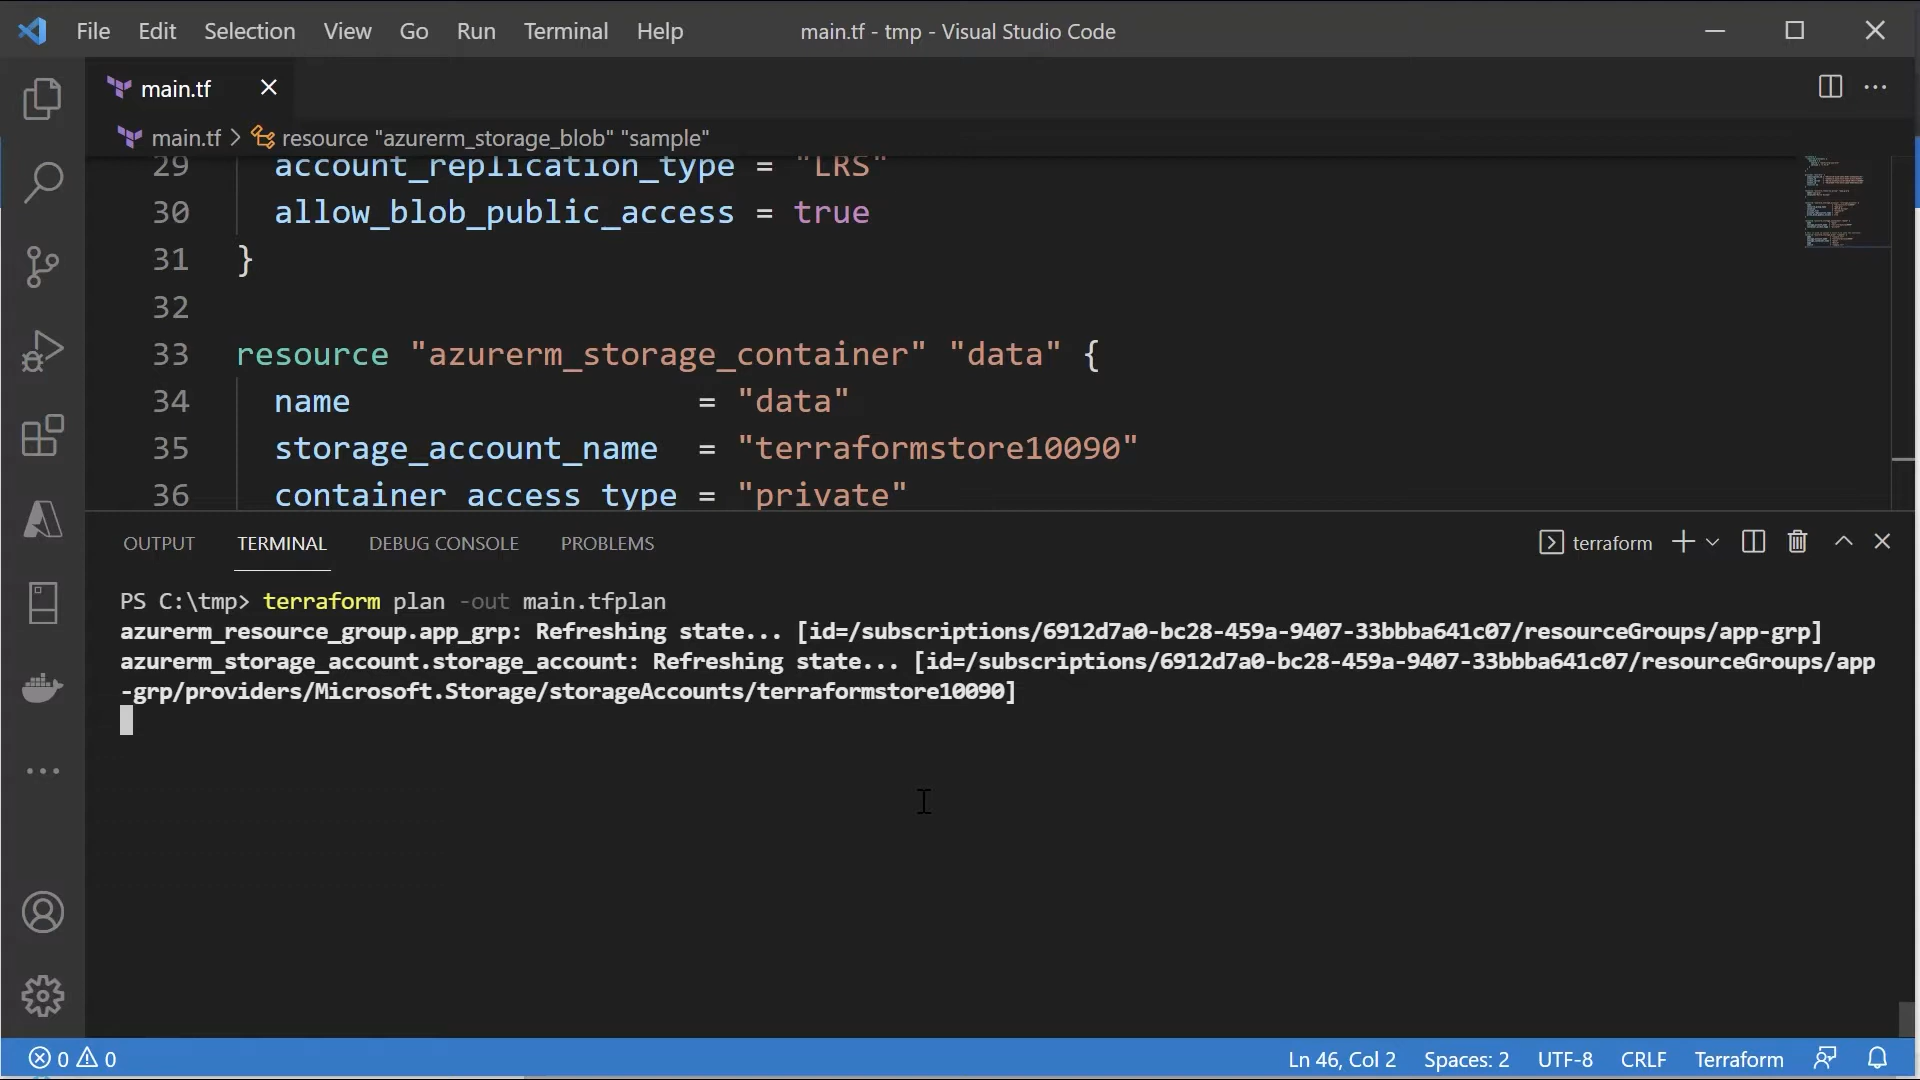 File Edit Selection View Go Run Terminal Help main.tf - tmp - Visual Studio Code
main.tf
main.tf > resource "azurerm_storage_blob" "sample"
29 account_replication_type = "LRS"
30 allow_blob_public_access = true
31 }
32
33 resource "azurerm_storage_container" "data" {
34 name = "data"
35 storage_account_name = "terraformstore10090"
36 container_access_type = "private"
OUTPUT TERMINAL DEBUG CONSOLE PROBLEMS terraform
PS C:\tmp> terraform plan -out main.tfplan
azurerm_resource_group.app_grp: Refreshing state... [id=/subscriptions/6912d7a0-bc28-459a-9407-33bbba641c07/resourceGroups/app-grp]
azurerm_storage_account.storage_account: Refreshing state... [id=/subscriptions/6912d7a0-bc28-459a-9407-33bbba641c07/resourceGroups/app
-grp/providers/Microsoft.Storage/storageAccounts/terraformstore10090]
0 0 Ln 46, Col 2 Spaces: 2 UTF-8 CRLF Terraform